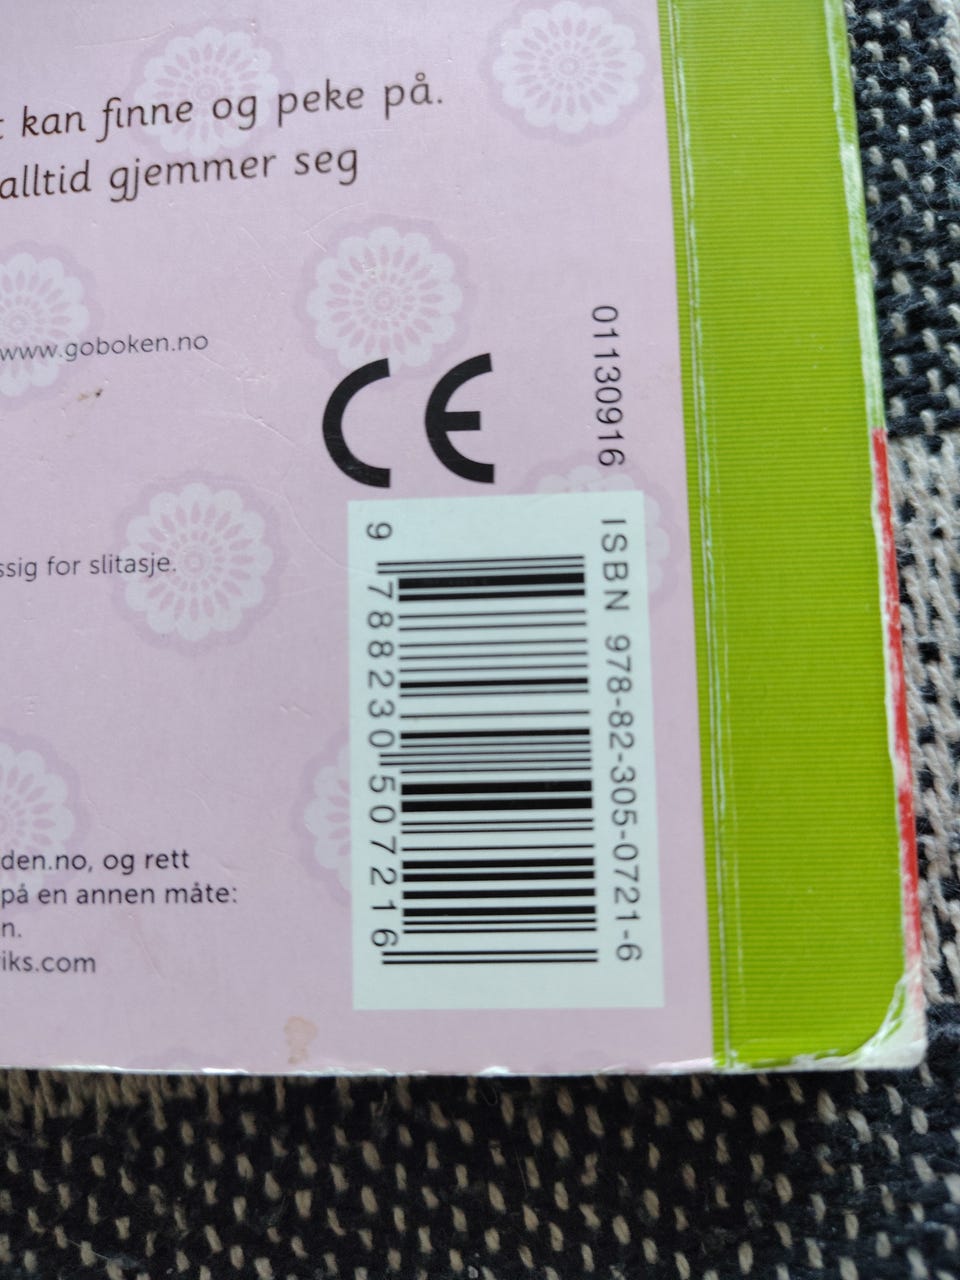 kan finne og peke på.
alltid gjemmer seg
www.goboken.no
CE
01130916
ssig for slitasje.
ISBN 978-82-305-0721-6
9 788230 507216
den.no, og rett
på en annen måte:
n.
iks.com